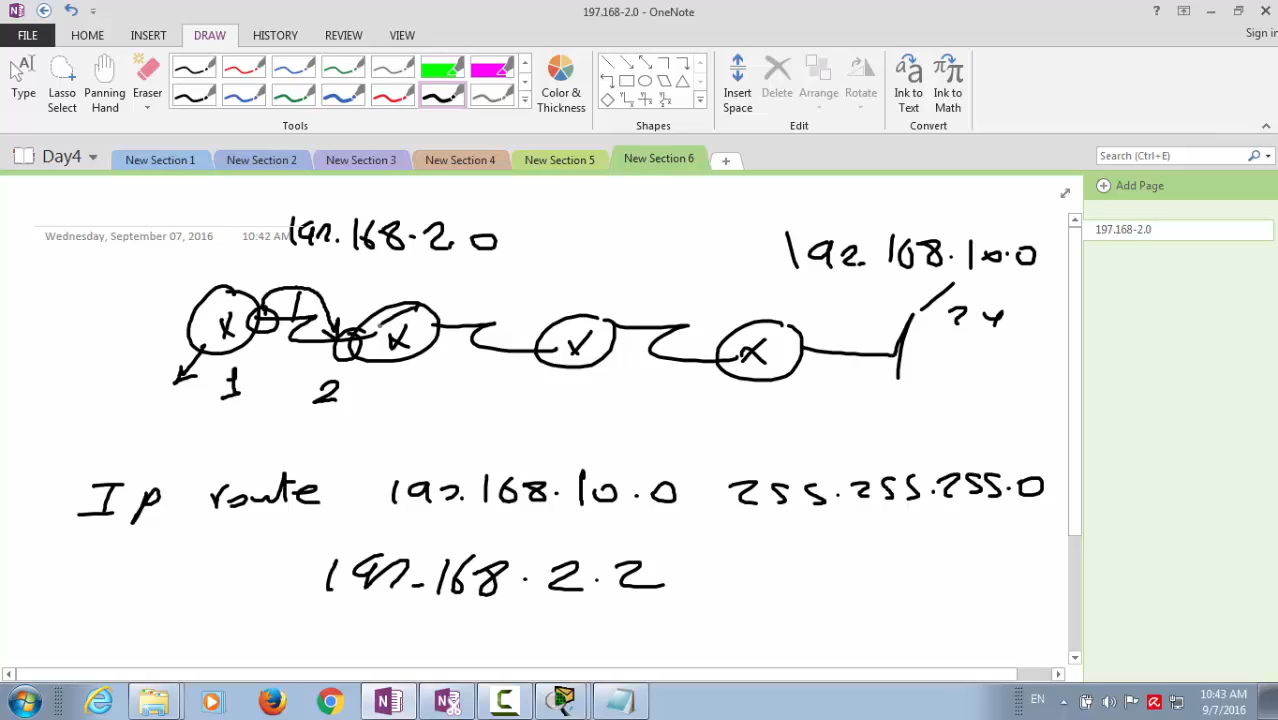 197.168-2.0 - OneNote
?
Sign in
FILE
HOME
INSERT
DRAW
HISTORY
REVIEW
VIEW
Type
Lasso Select
Panning Hand
Eraser
Color & Thickness
Insert Space
Delete
Arrange
Rotate
Ink to Text
Ink to Math
Tools
Shapes
Edit
Convert
Day4
New Section 1
New Section 2
New Section 3
New Section 4
New Section 5
New Section 6
Search (Ctrl+E)
Add Page
197.168-2.0
Wednesday, September 07, 2016
10:42 AM
192.168.2.0
192.168.10.0
/24
X
X
X
X
1
2
Ip route 192.168.10.0 255.255.255.0
192.168.2.2
EN
10:43 AM
9/7/2016